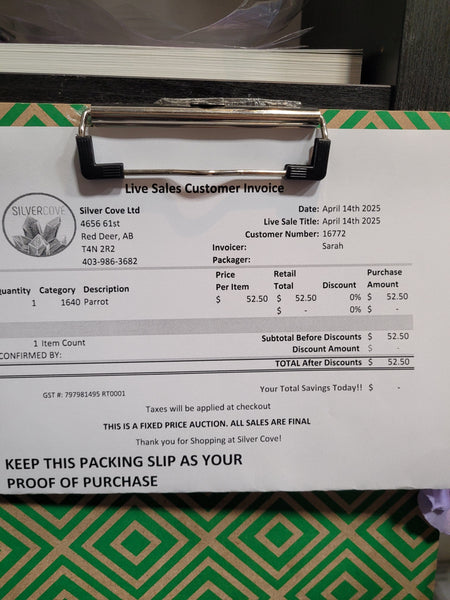 Live Sales Customer Invoice
SILVERCOVE
Silver Cove Ltd
4656 61st
Red Deer, AB
T4N 2R2
403-986-3682
Date: April 14th 2025
Live Sale Title: April 14th 2025
Customer Number: 16772
Invoicer: Sarah
Packager:
Quantity Category Description Price Per Item Retail Total Discount Purchase Amount
1 1640 Parrot $ 52.50 $ 52.50 0% $ 52.50
$ - 0% $ -
1 Item Count Subtotal Before Discounts $ 52.50
Discount Amount $ -
CONFIRMED BY:
TOTAL After Discounts $ 52.50
GST #: 797981495 RT0001 Your Total Savings Today!! $ -
Taxes will be applied at checkout
THIS IS A FIXED PRICE AUCTION. ALL SALES ARE FINAL
Thank you for Shopping at Silver Cove!
KEEP THIS PACKING SLIP AS YOUR
PROOF OF PURCHASE